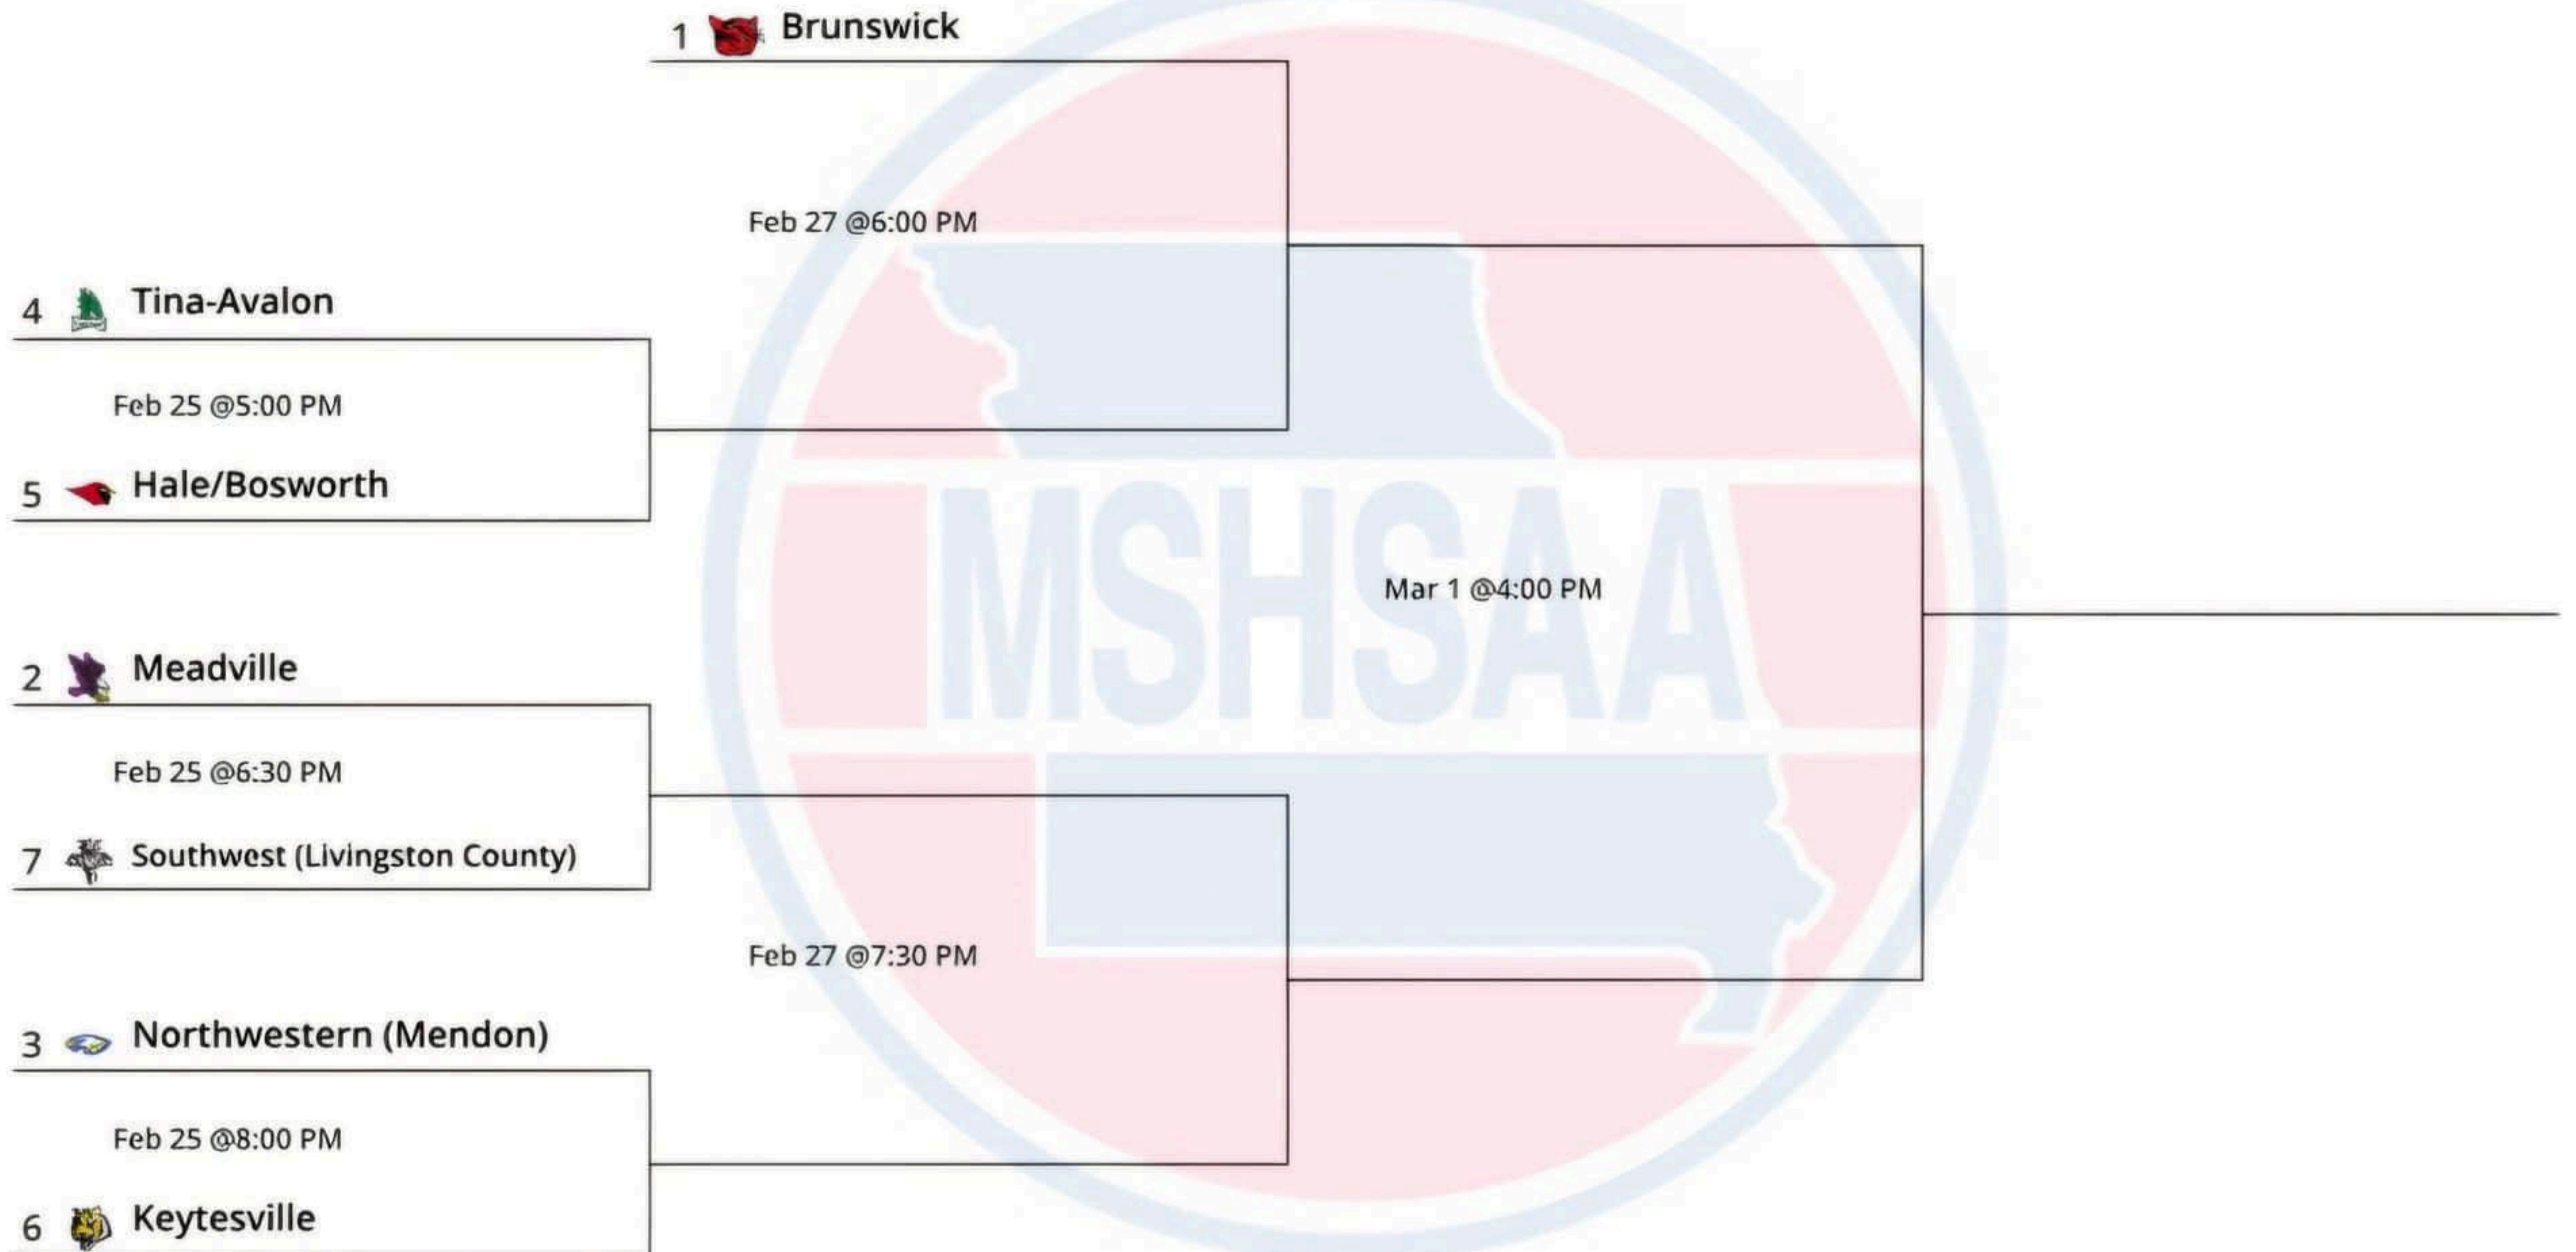 1 Brunswick
Feb 27 @6:00 PM
4 Tina-Avalon
Feb 25 @5:00 PM
5 Hale/Bosworth
MSHSAA
Mar 1 @4:00 PM
2 Meadville
Feb 25 @6:30 PM
7 Southwest (Livingston County)
Feb 27 @7:30 PM
3 Northwestern (Mendon)
Feb 25 @8:00 PM
6 Keytesville